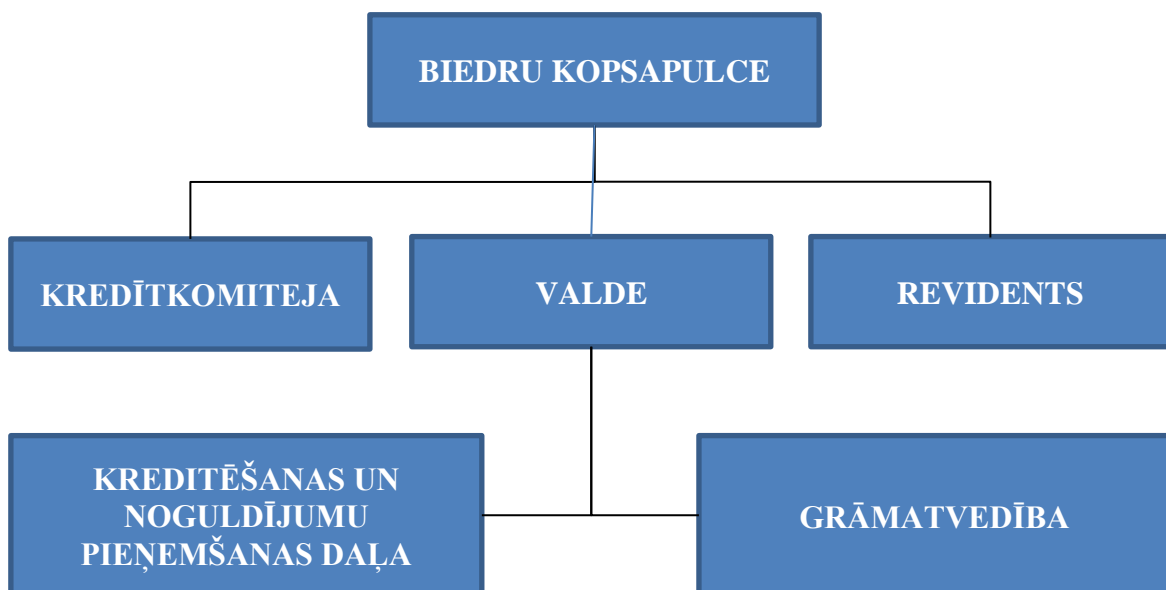 BIEDRU KOPSAPULCE
KREDĪTKOMITEJA
VALDE
REVIDENTS
KREDITĒŠANAS UN
NOGULDĪJUMU
PIEŅEMŠANAS DAĻA
GRĀMATVEDĪBA